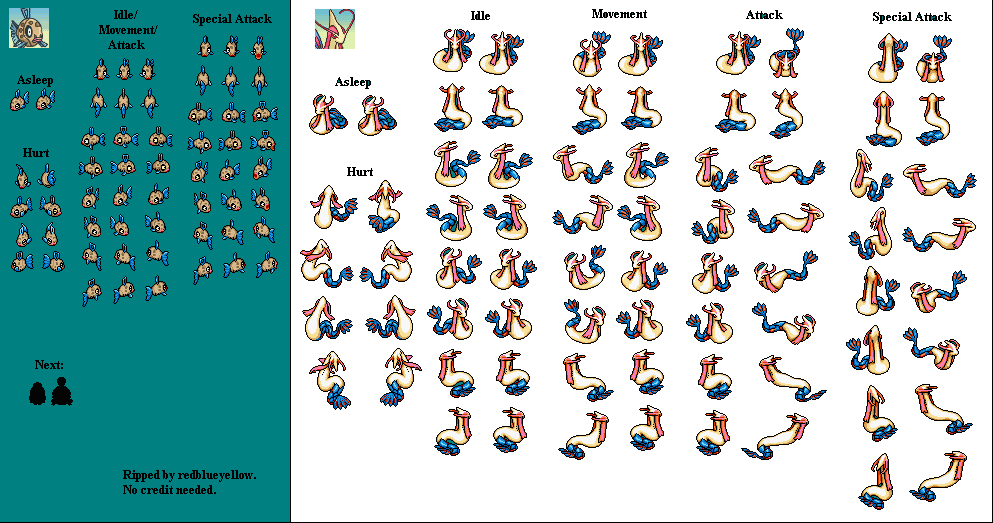 Idle/
Movement/
Attack
Special Attack
Asleep
Hurt
Next:
Ripped by redblueyellow.
No credit needed.
Idle
Movement
Attack
Special Attack
Asleep
Hurt